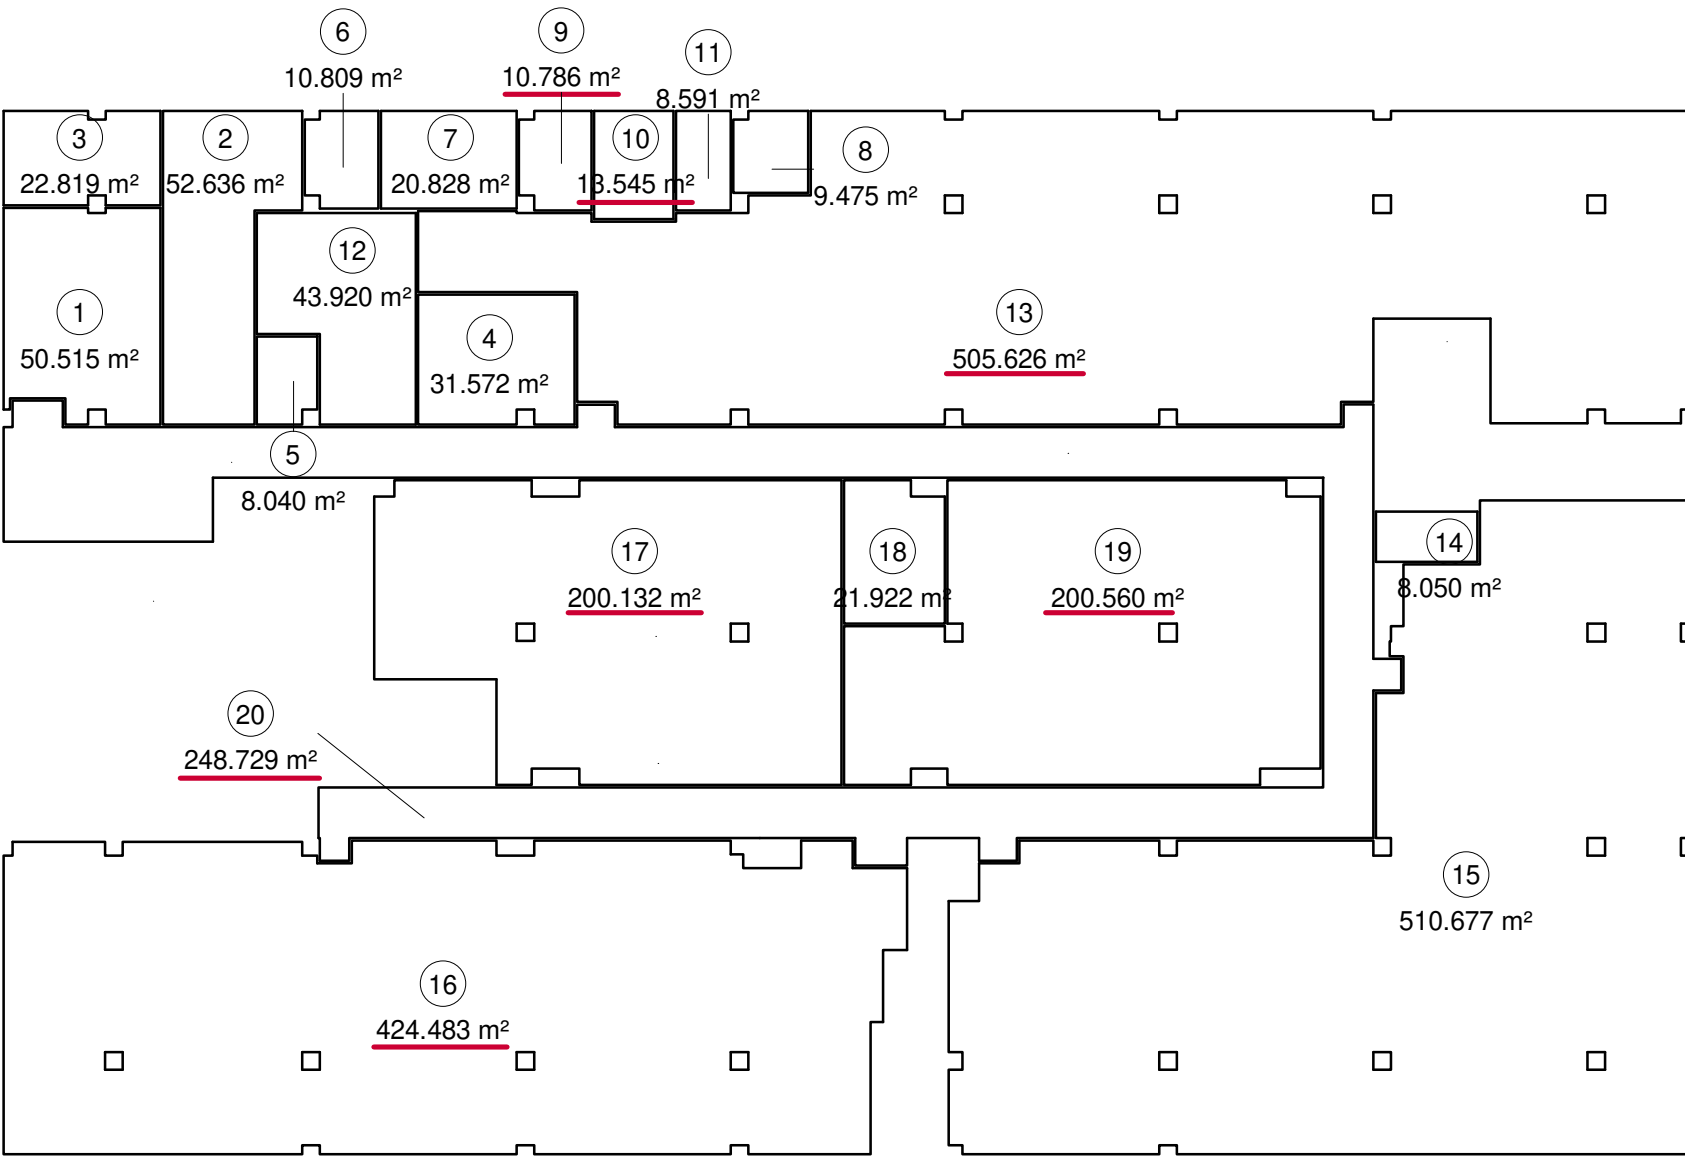 6
10.809 m²
9
10.786 m²
11
8.591 m²
3
22.819 m²
2
52.636 m²
7
20.828 m²
10
13.545 m²
8
9.475 m²
12
43.920 m²
1
50.515 m²
4
31.572 m²
13
505.626 m²
5
8.040 m²
17
200.132 m²
18
21.922 m²
19
200.560 m²
14
8.050 m²
20
248.729 m²
15
510.677 m²
16
424.483 m²